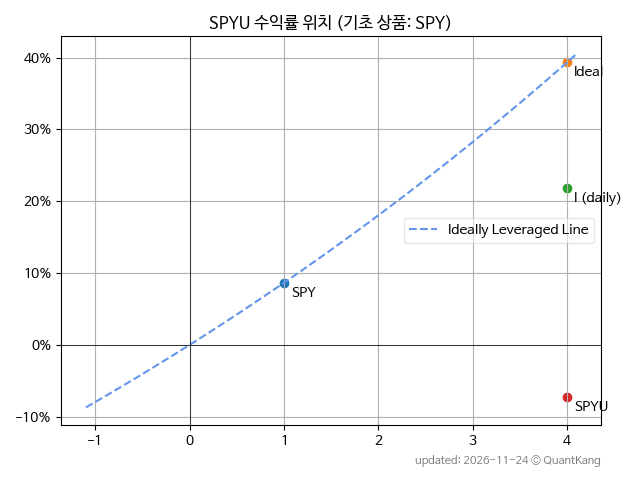 SPYU 수익률 위치 (기초 상품: SPY)
40%
Ideal
30%
20%
I (daily)
Ideally Leveraged Line
10%
SPY
0%
−10%
SPYU
−1
0
1
2
3
4
updated: 2026-11-24 © QuantKang